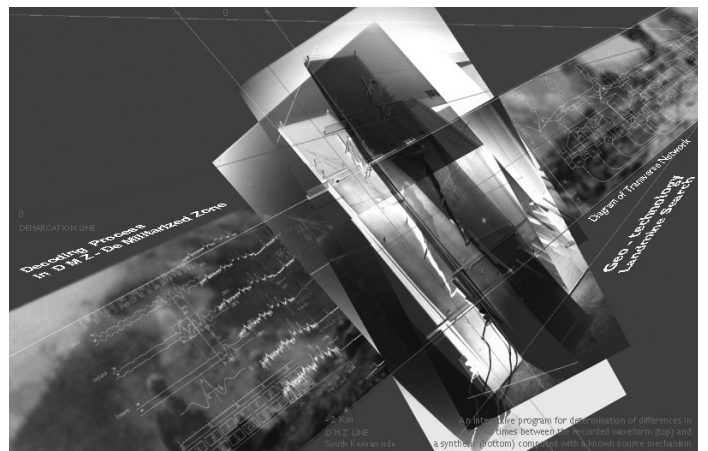 0
Decoding Process
in D M Z - De Militarized Zone
0
DEMARCATION LINE
Diagram of Transverse Network
Geo - technology
Landmine Search
-2 Km
D M Z LINE
South Korean side
An interactive program for determination of differences in
times between the recorded waveform (top) and
a synthetic (bottom) computed with a known source mechanism